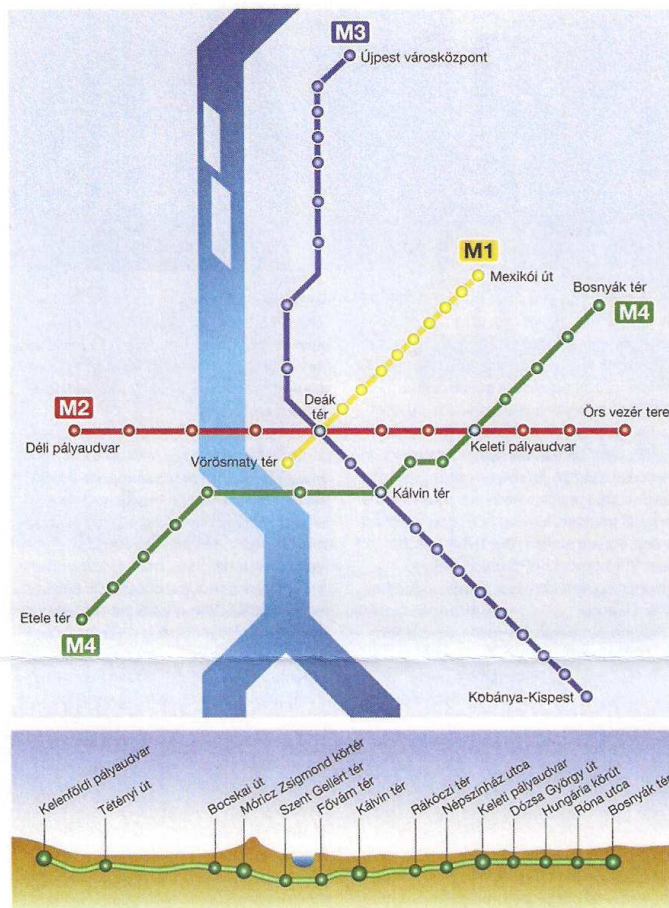 M3
Újpest városközpont
M1
Mexikói út
Bosnyák tér
M4
M2
Deák
tér
Örs vezér tere
Déli pályaudvar
Keleti pályaudvar
Vörösmaty tér
Kálvin tér
Etele tér
M4
Kobánya-Kispest
Kelenföldi pályaudvar
Tétényi út
Bocskai út
Móricz Zsigmond körtér
Szent Gellért tér
Fővám tér
Kálvin tér
Rákóczi tér
Népszínház utca
Keleti pályaudvar
Dózsa György út
Hungária körút
Róna utca
Bosnyák tér